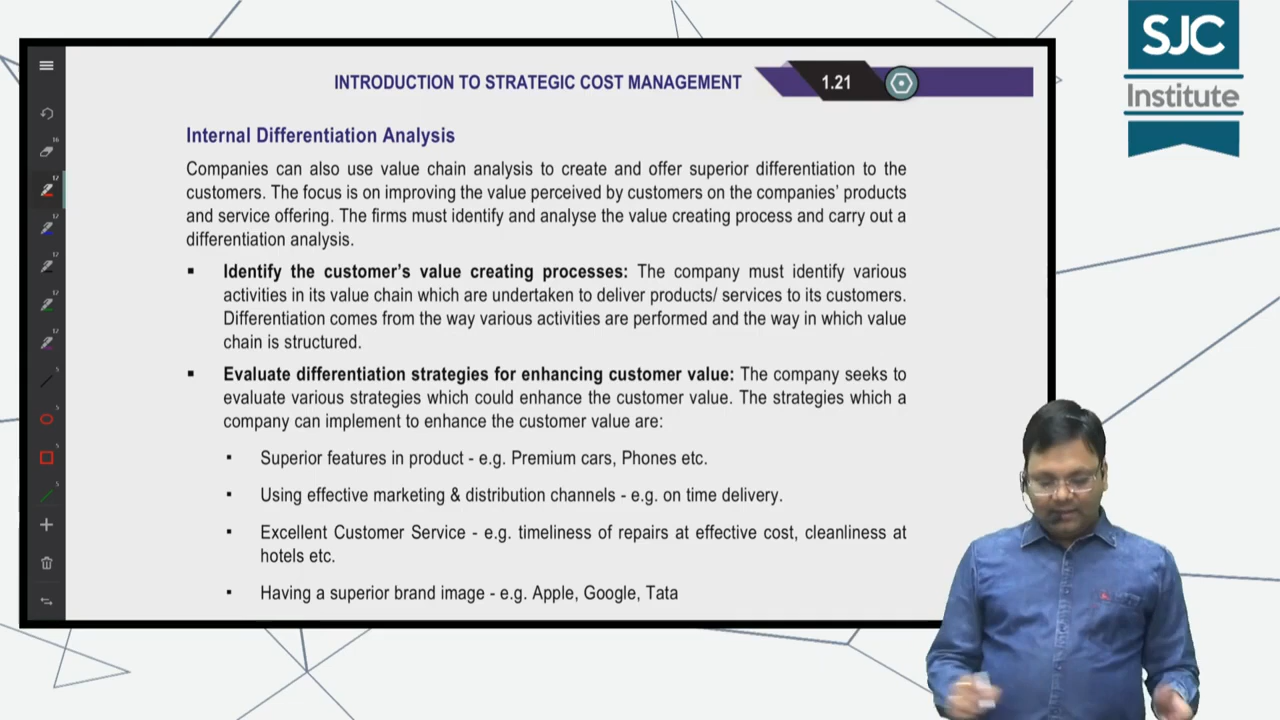 SJC
Institute
INTRODUCTION TO STRATEGIC COST MANAGEMENT
1.21
Internal Differentiation Analysis
Companies can also use value chain analysis to create and offer superior differentiation to the
customers. The focus is on improving the value perceived by customers on the companies' products
and service offering. The firms must identify and analyse the value creating process and carry out a
differentiation analysis.
▪ Identify the customer's value creating processes: The company must identify various
activities in its value chain which are undertaken to deliver products/ services to its customers.
Differentiation comes from the way various activities are performed and the way in which value
chain is structured.
▪ Evaluate differentiation strategies for enhancing customer value: The company seeks to
evaluate various strategies which could enhance the customer value. The strategies which a
company can implement to enhance the customer value are:
▪ Superior features in product - e.g. Premium cars, Phones etc.
▪ Using effective marketing & distribution channels - e.g. on time delivery.
▪ Excellent Customer Service - e.g. timeliness of repairs at effective cost, cleanliness at
hotels etc.
▪ Having a superior brand image - e.g. Apple, Google, Tata